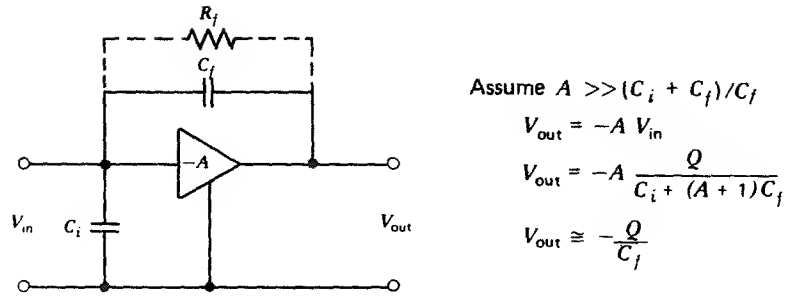 R_f
C_f
-A
V_in
C_i
V_out
Assume A >> (C_i + C_f)/C_f
V_out = -A V_in
V_out = -A Q / (C_i + (A + 1)C_f)
V_out ≅ -Q/C_f